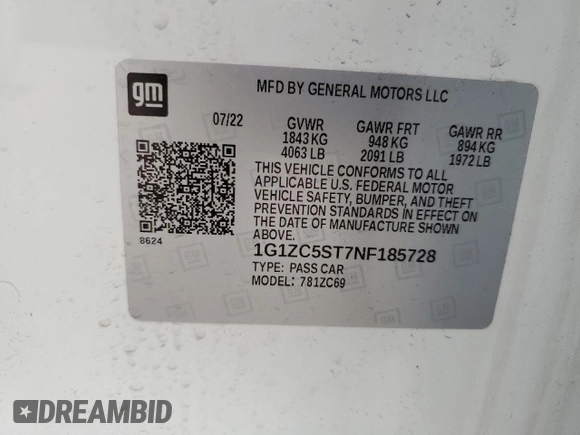 gm
MFD BY GENERAL MOTORS LLC
07/22 GVWR GAWR FRT GAWR RR
1843 KG 948 KG 894 KG
4063 LB 2091 LB 1972 LB
THIS VEHICLE CONFORMS TO ALL
APPLICABLE U.S. FEDERAL MOTOR
VEHICLE SAFETY, BUMPER, AND THEFT
PREVENTION STANDARDS IN EFFECT ON
THE DATE OF MANUFACTURE SHOWN
ABOVE.
8624
1G1ZC5ST7NF185728
TYPE: PASS CAR
MODEL: 781ZC69
DREAMBID